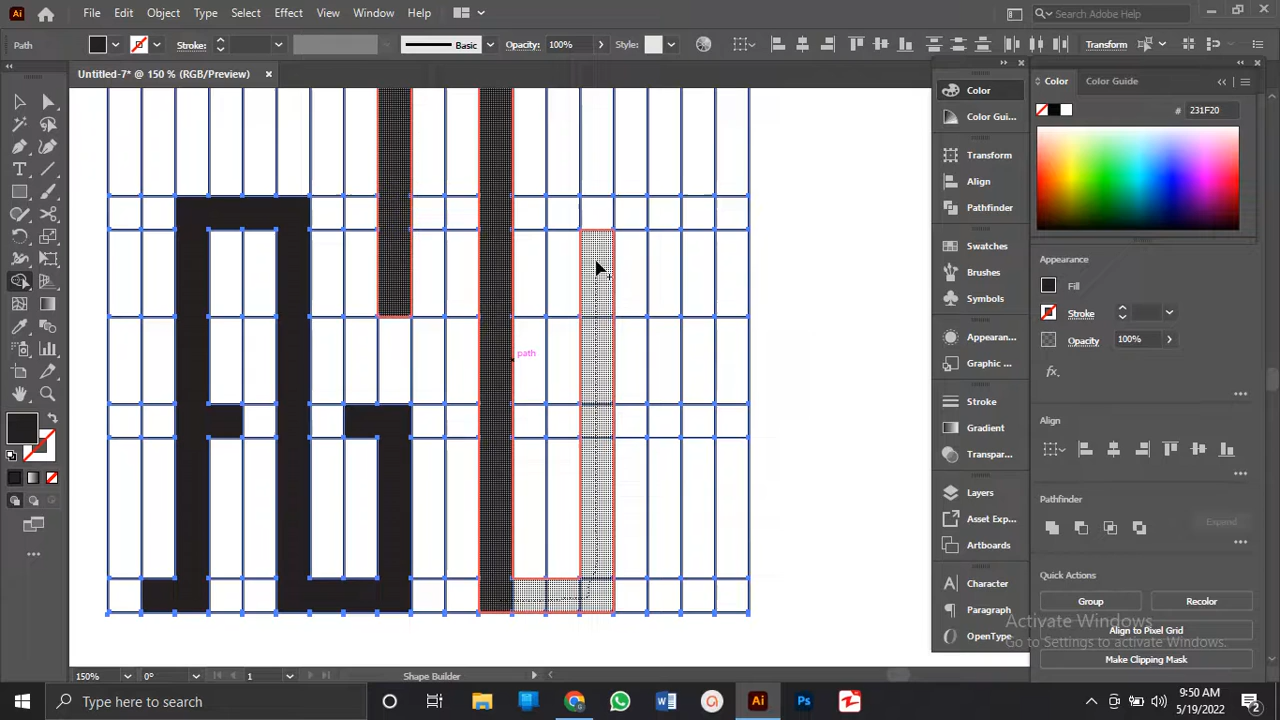 Ai File Edit Object Type Select Effect View Window Help Search Adobe Help
Path Stroke: Basic Opacity: 100% Style: Transform
Untitled-7* @ 150 % (RGB/Preview) ×
Color
Color Gui...
Transform
Align
Pathfinder
Swatches
Brushes
Symbols
Appearan...
Graphic ...
Stroke
Gradient
Transpar...
Layers
Asset Exp...
Artboards
Character
Paragraph
OpenType
Color Color Guide
# 231F20
Appearance
Fill
Stroke
Opacity 100%
fx
Align
Pathfinder
Expand
Quick Actions
Group Recolor
Align to Pixel Grid
Make Clipping Mask
path
Activate Windows
Go to Settings to activate Windows.
150% 0° 1 Shape Builder
Type here to search
W Ai Ps
9:50 AM
5/19/2022
2